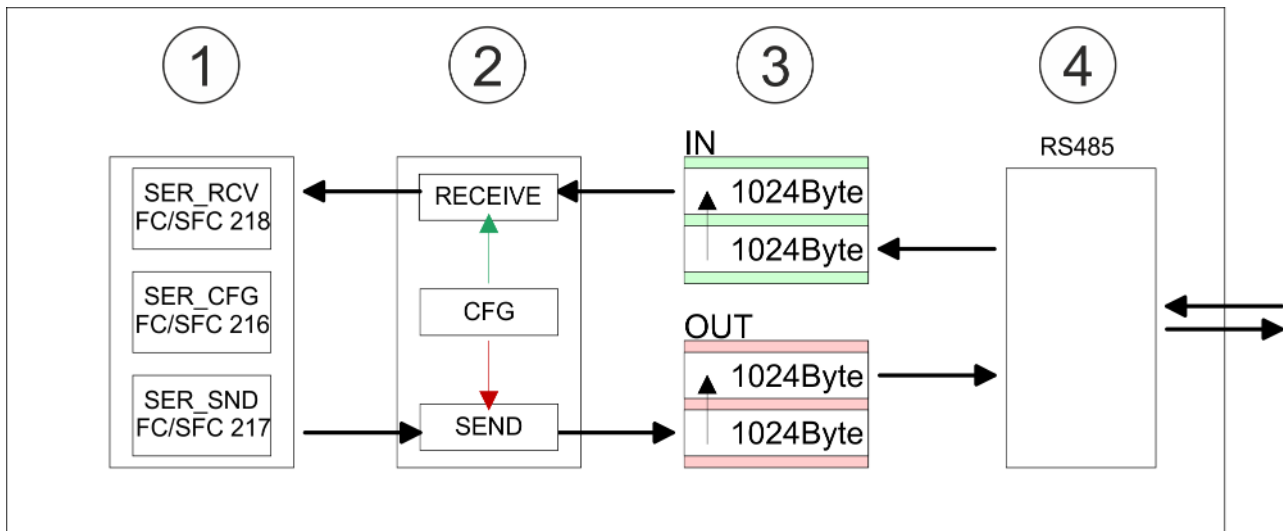 1
2
3
4
SER_RCV
FC/SFC 218
SER_CFG
FC/SFC 216
SER_SND
FC/SFC 217
RECEIVE
CFG
SEND
IN
1024Byte
1024Byte
OUT
1024Byte
1024Byte
RS485